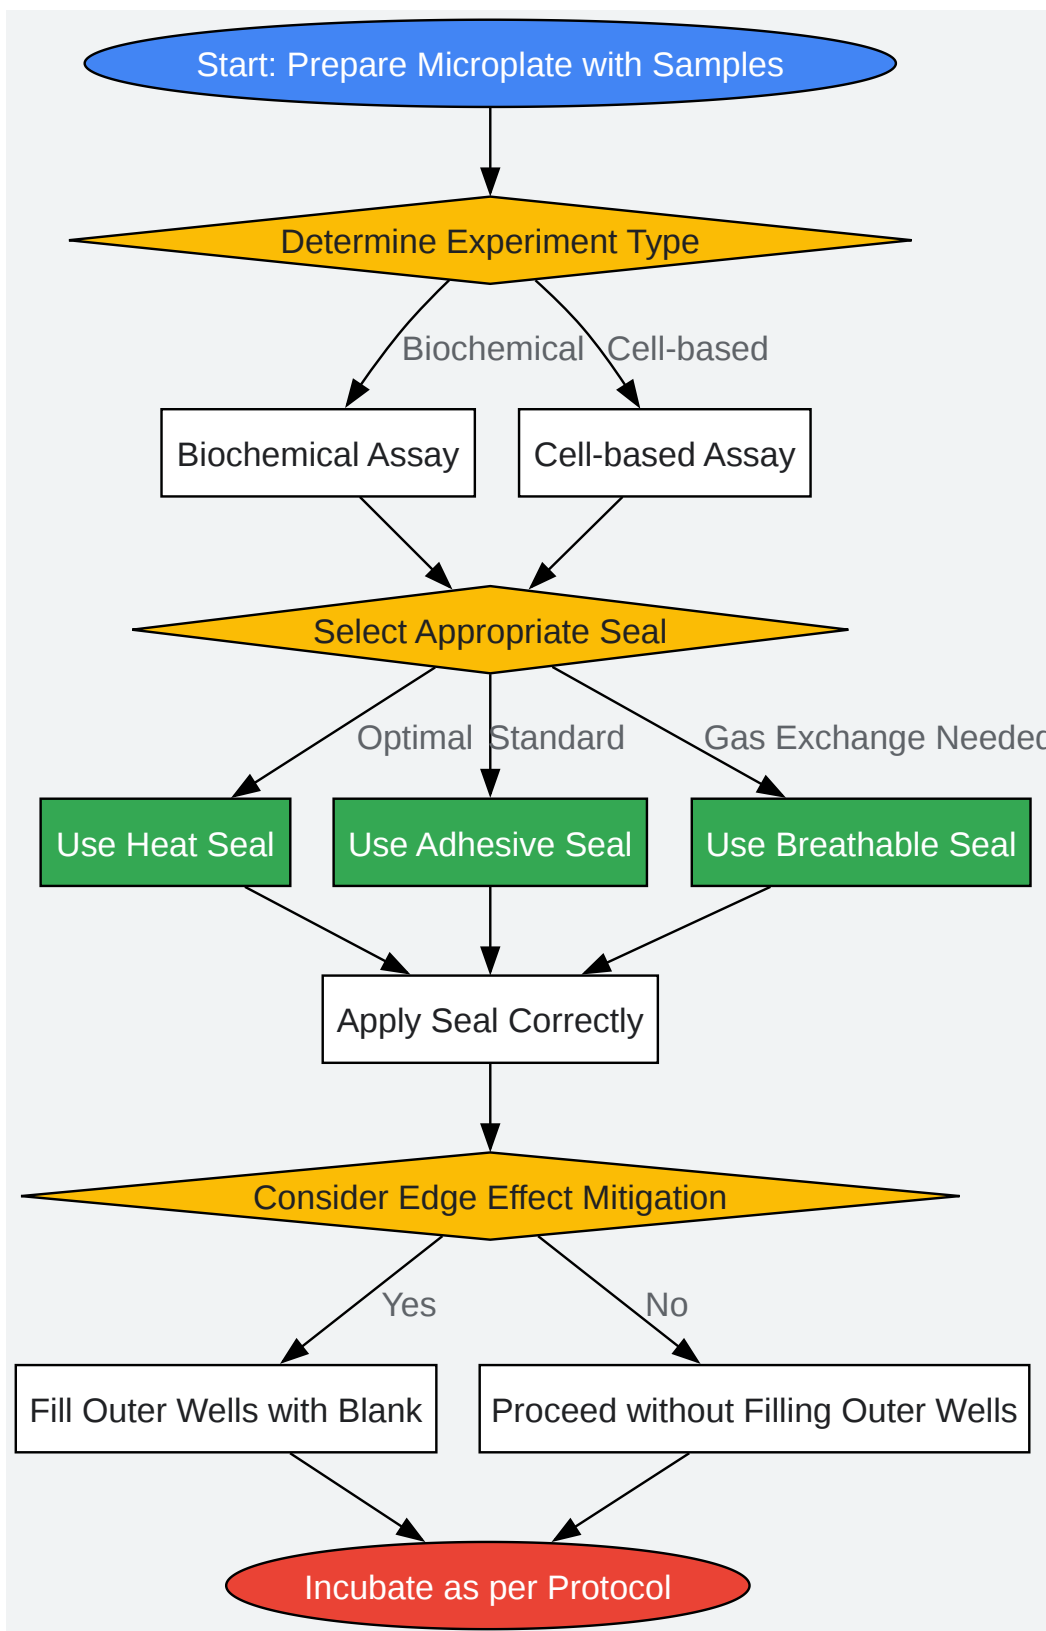 Start: Prepare Microplate with Samples
Determine Experiment Type
Biochemical
Cell-based
Biochemical Assay
Cell-based Assay
Select Appropriate Seal
Optimal
Standard
Gas Exchange Needed
Use Heat Seal
Use Adhesive Seal
Use Breathable Seal
Apply Seal Correctly
Consider Edge Effect Mitigation
Yes
No
Fill Outer Wells with Blank
Proceed without Filling Outer Wells
Incubate as per Protocol